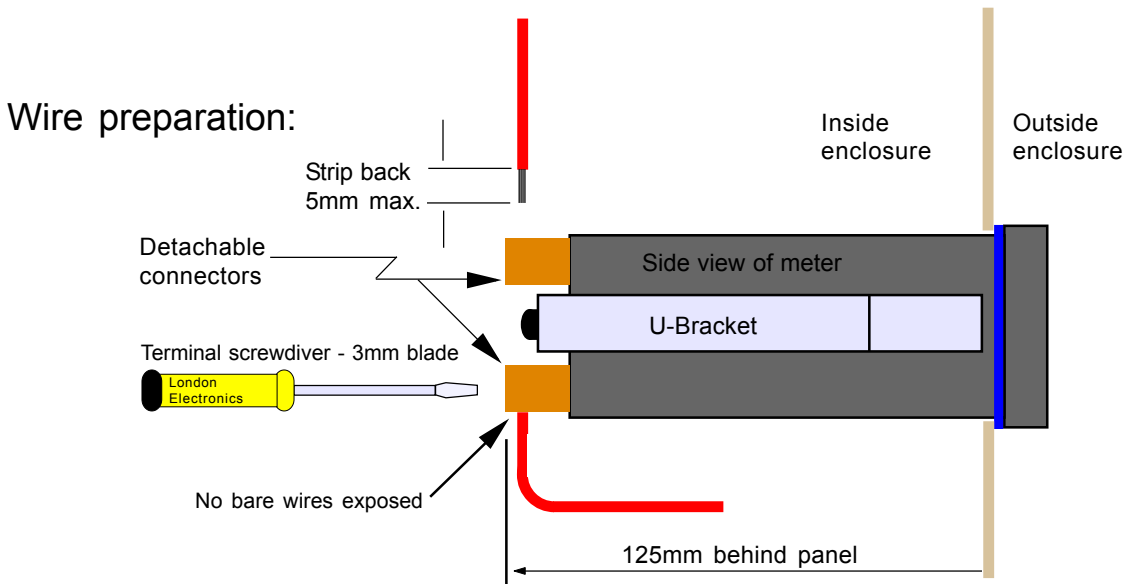 Wire preparation:
Strip back
5mm max.
Inside
enclosure
Outside
enclosure
Detachable
connectors
Side view of meter
U-Bracket
Terminal screwdiver - 3mm blade
London
Electronics
No bare wires exposed
125mm behind panel